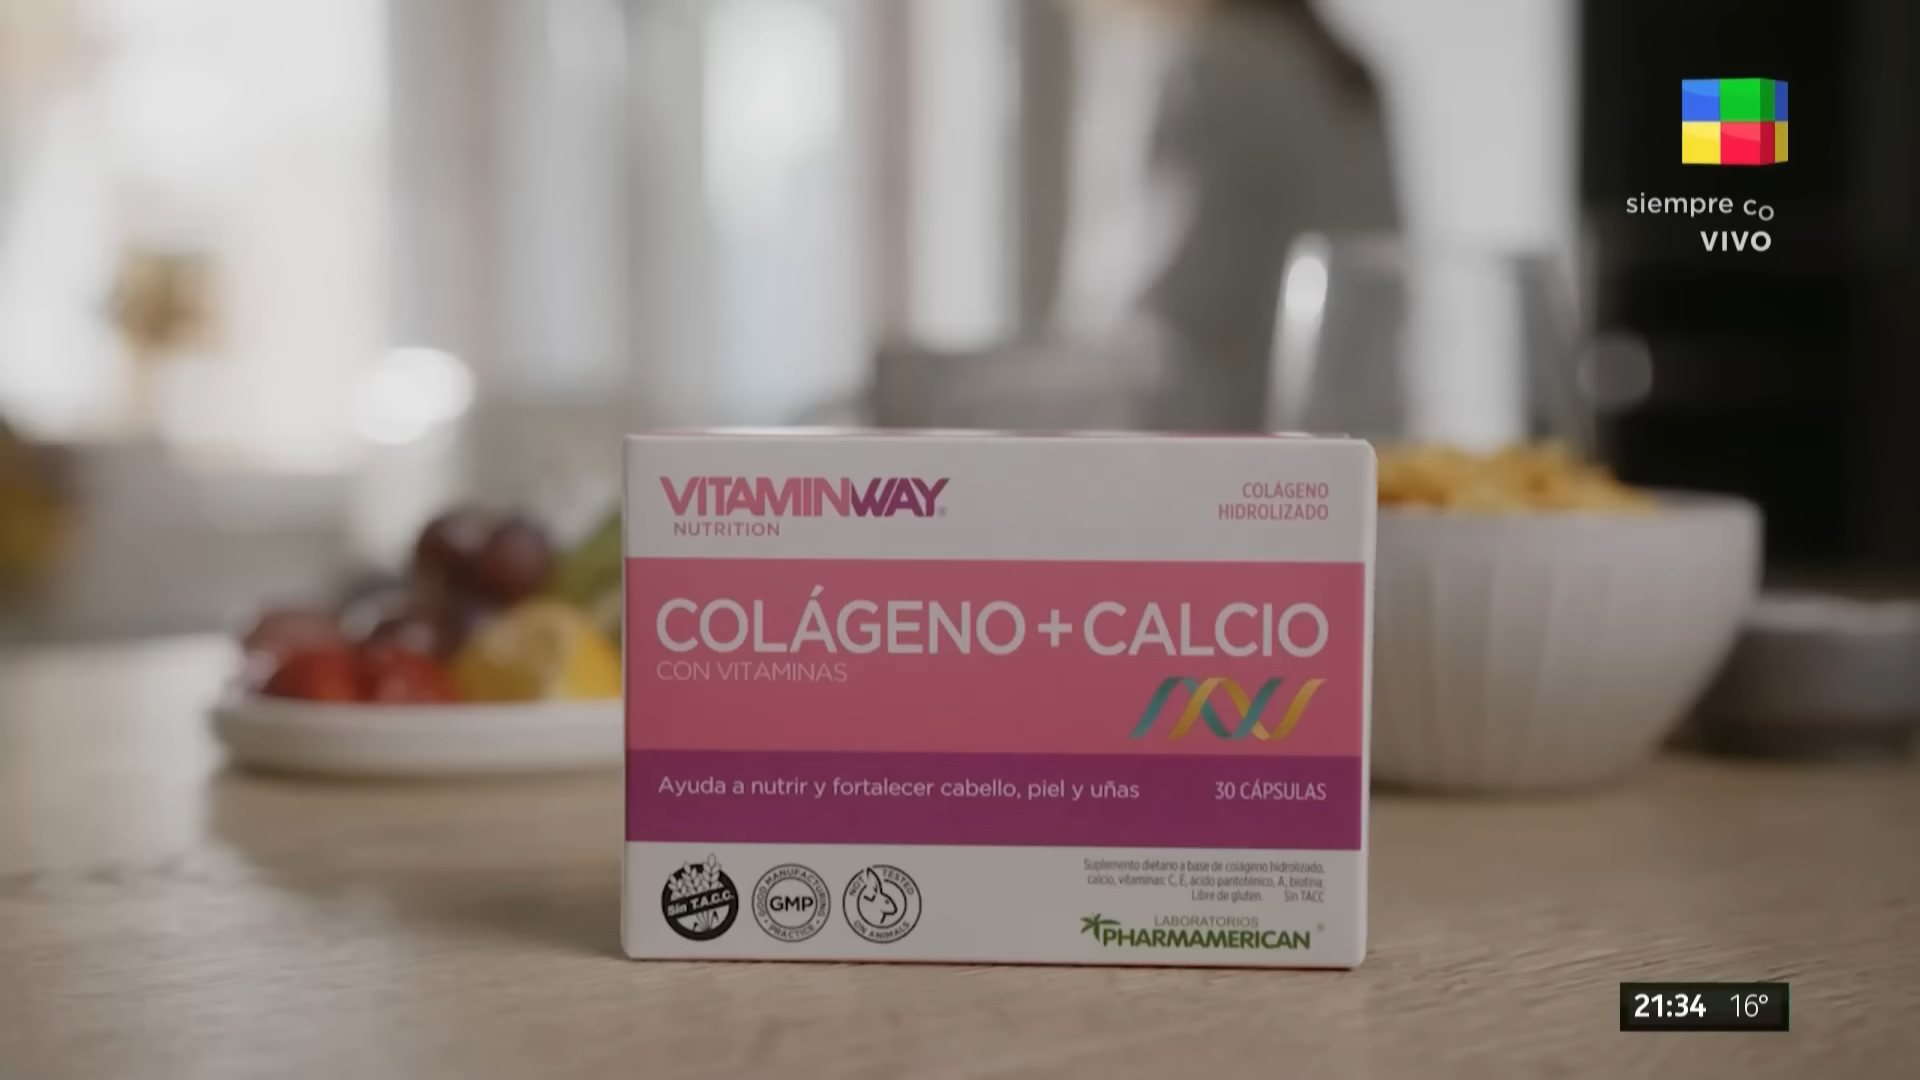 siempre co
VIVO
VITAMINWAY®
NUTRITION
COLÁGENO
HIDROLIZADO
COLÁGENO + CALCIO
CON VITAMINAS
Ayuda a nutrir y fortalecer cabello, piel y uñas
30 CÁPSULAS
Sin T.A.C.C.
GOOD MANUFACTURING
GMP
PRACTICE
NOT TESTED
ON ANIMALS
Suplemento dietario a base de colágeno hidrolizado,
calcio, vitaminas; C, E, ácido pantoténico, A, biotina.
Libre de gluten. Sin TACC
LABORATORIOS
PHARMAMERICAN®
21:34 16°